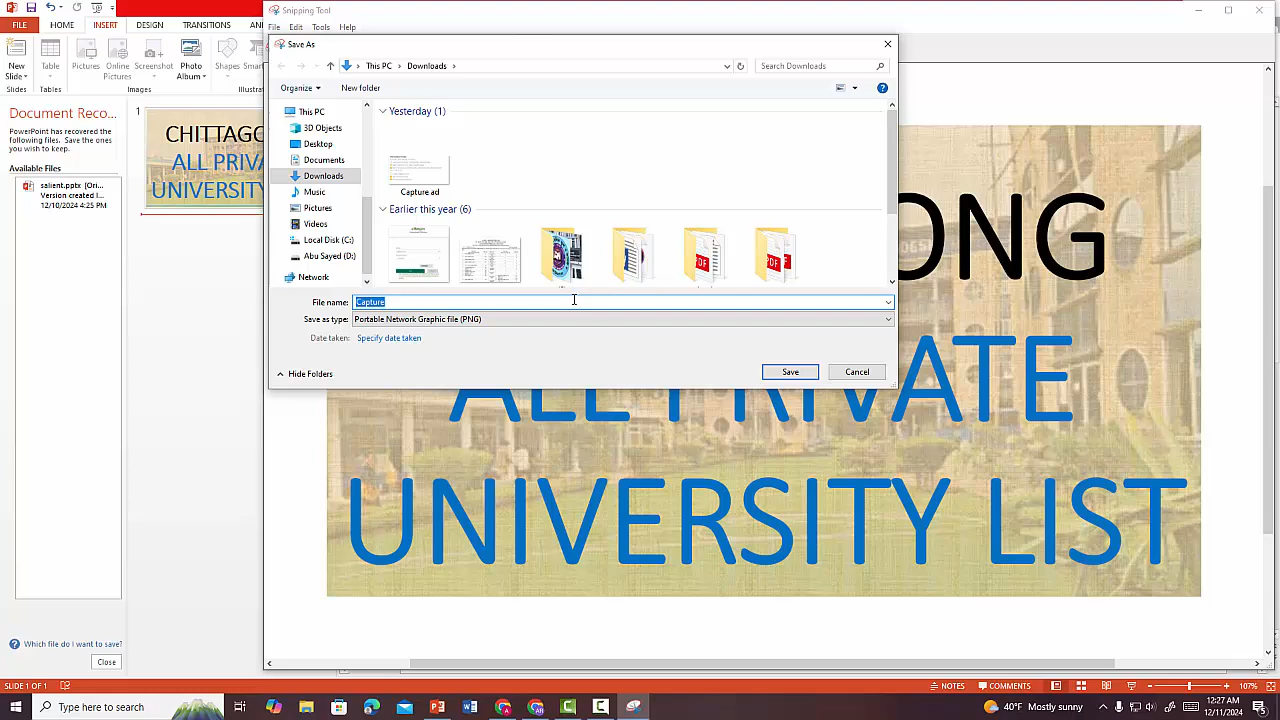 Snipping Tool
FILE HOME INSERT DESIGN TRANSITIONS
File Edit Tools Help
New Slide Table Pictures Online Pictures Screenshot Photo Album Shapes
Slides Tables Images
Save As
This PC Downloads
Search Downloads
Organize New folder
This PC
3D Objects
Desktop
Documents
Downloads
Music
Pictures
Videos
Local Disk (C:)
Abu Sayed (D:)
Network
Yesterday (1)
Capture ad
Earlier this year (6)
File name: Capture
Save as type: Portable Network Graphic file (PNG)
Date taken: Specify date taken
Hide Folders
Save Cancel
Document Reco...
PowerPoint has recovered the
following files. Save the ones
you wish to keep.
Available Files
salient.pptx [Ori...
Version created l...
12/10/2024 4:25 PM
Which file do I want to save?
Close
1
CHITTAGO
ALL PRIVA
UNIVERSITY
ONG
ALL PRIVATE
UNIVERSITY LIST
SLIDE 1 OF 1
NOTES COMMENTS 107%
Type here to search
40°F Mostly sunny
12:27 AM
12/11/2024